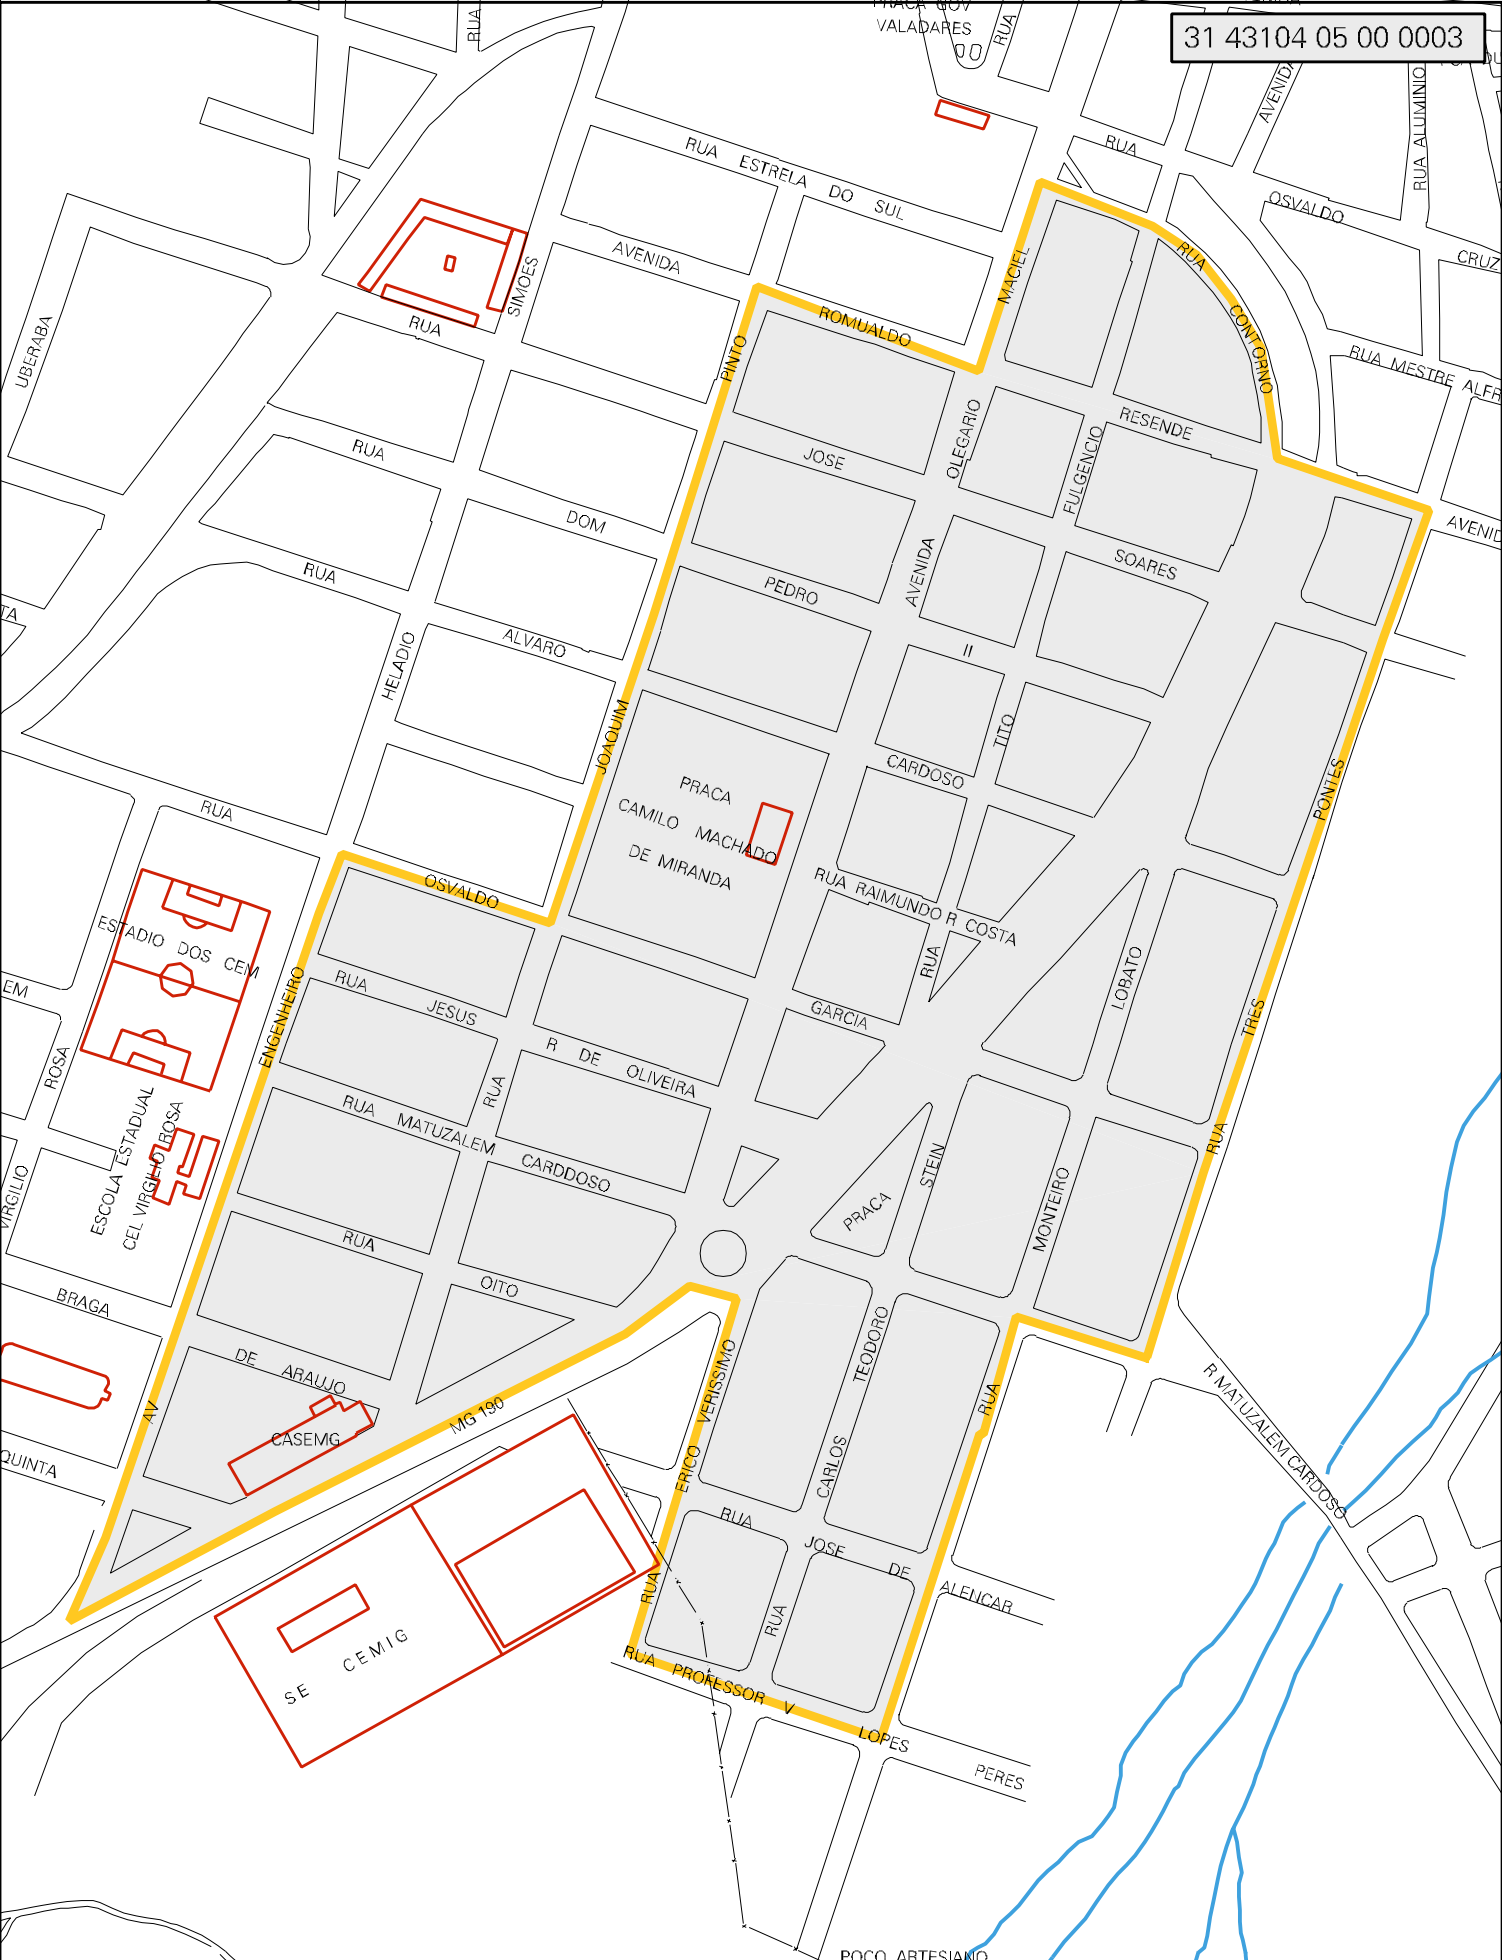 PRACA GOV
VALADARES
RUA
RUA
31 43104 05 00 0003
AVENIDA
RUA ALUMINIO
RUA ESTRELA DO SUL
RUA
OSVALDO
CRUZ
AVENIDA
SIMOES
RUA
MACIEL
RUA
CONTORNO
ROMUALDO
PINTO
UBERABA
RUA MESTRE ALFR
RESENDE
OLEGARIO
FULGENCIO
JOSE
RUA
DOM
AVENID
SOARES
AVENIDA
PEDRO
II
RUA
ALVARO
HELADIO
TA
JOAQUIM
TITO
CARDOSO
PONTES
PRACA
CAMILO MACHADO
DE MIRANDA
RUA
OSVALDO
RUA RAIMUNDO R COSTA
RUA
ESTADIO DOS CEM
EM
ENGENHEIRO
RUA JESUS
GARCIA
LOBATO
TRES
R DE OLIVEIRA
RUA
ROSA
ESCOLA ESTADUAL
CEL VIRGILIO ROSA
RUA MATUZALEM CARDDOSO
RUA
STEIN
PRACA
MONTEIRO
VIRGILIO
RUA
OITO
BRAGA
TEODORO
VERISSIMO
DE ARAUJO
AV
MG 190
CASEMG
RUA
R MATUZALEM CARDOSO
QUINTA
ERICO
CARLOS
RUA JOSE DE
ALENCAR
RUA
RUA
SE CEMIG
RUA PROFESSOR V LOPES
PERES
POCO ARTESIANO